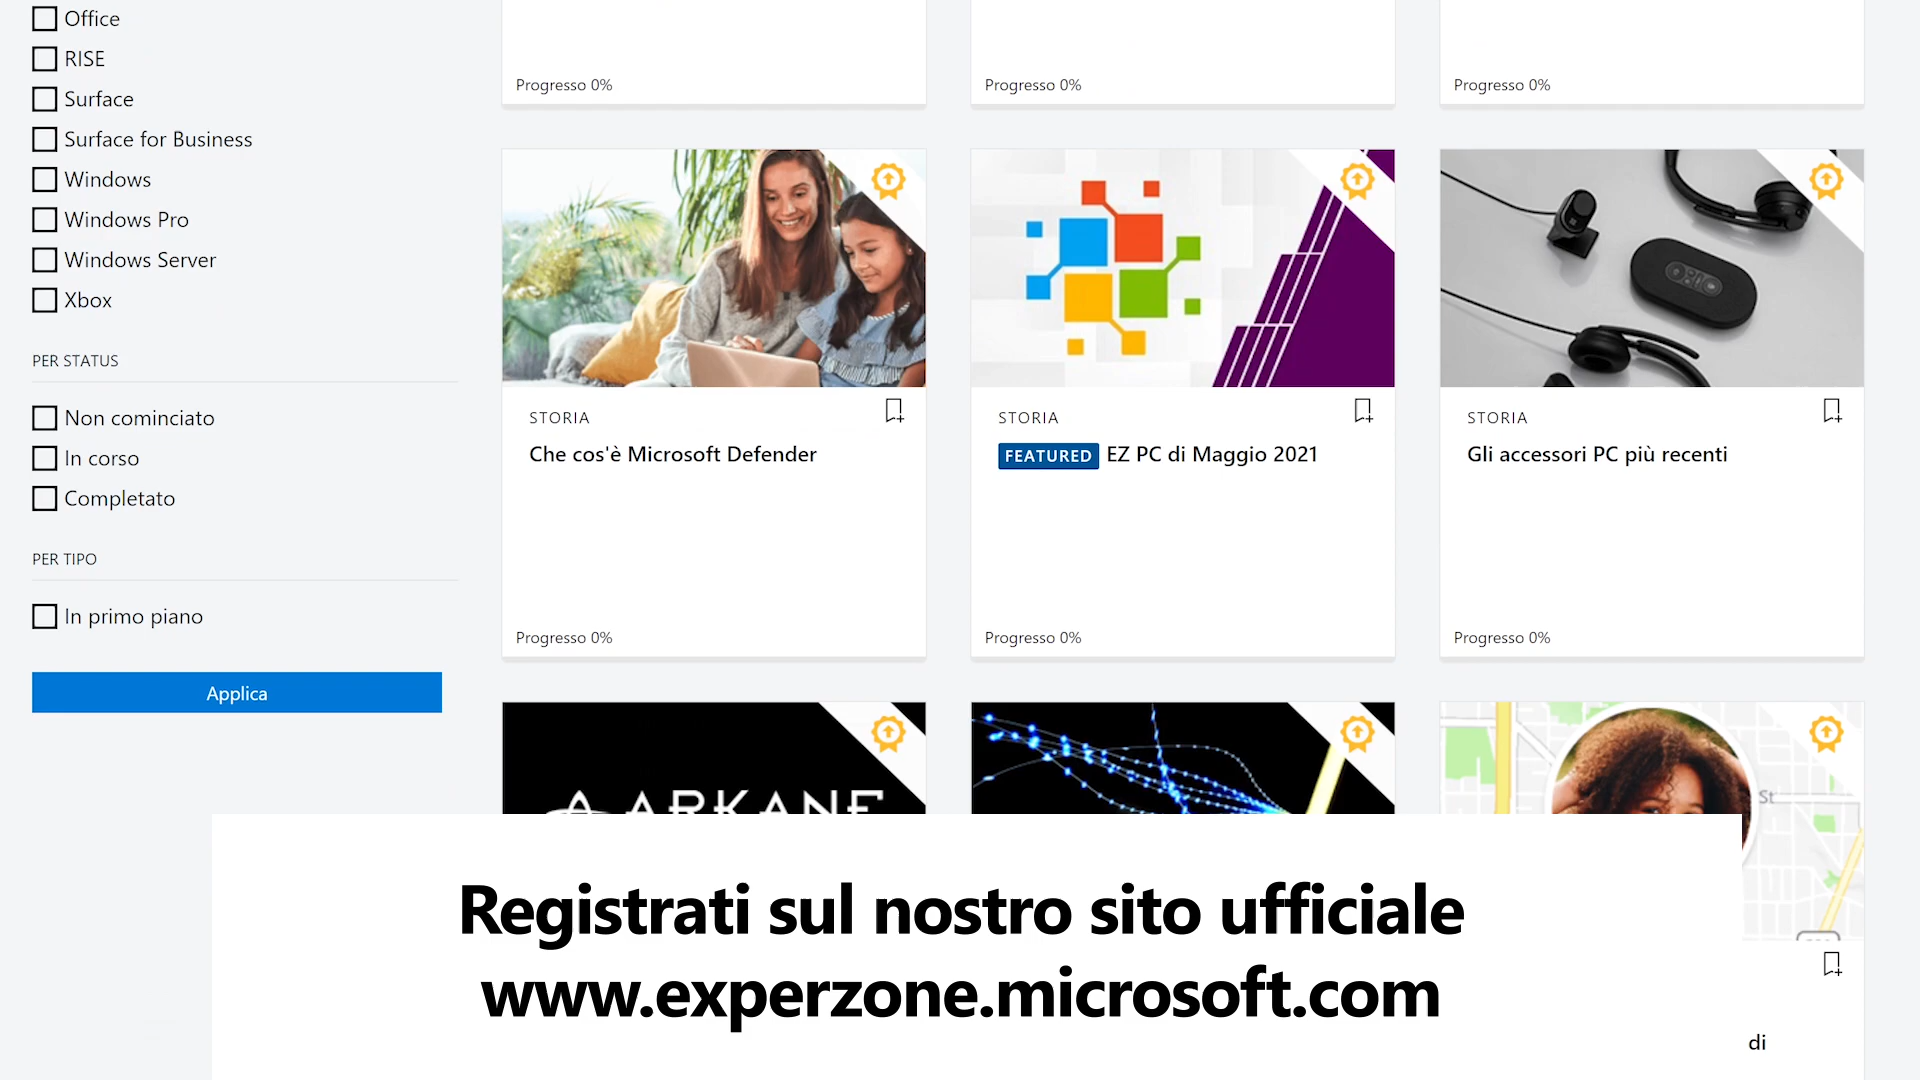 Office
RISE
Surface
Surface for Business
Windows
Windows Pro
Windows Server
Xbox
PER STATUS
Non cominciato
In corso
Completato
PER TIPO
In primo piano
Applica
Progresso 0%
Progresso 0%
Progresso 0%
STORIA
Che cos'è Microsoft Defender
Progresso 0%
STORIA
FEATURED EZ PC di Maggio 2021
Progresso 0%
STORIA
Gli accessori PC più recenti
Progresso 0%
ARKANE
St
di
Registrati sul nostro sito ufficiale
www.experzone.microsoft.com